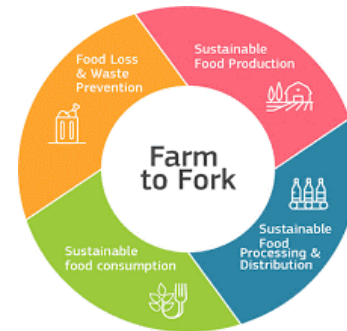 Farm
to Fork
Food Loss
& Waste
Prevention
Sustainable
Food Production
Sustainable
Food
Processing &
Distribution
Sustainable
food consumption